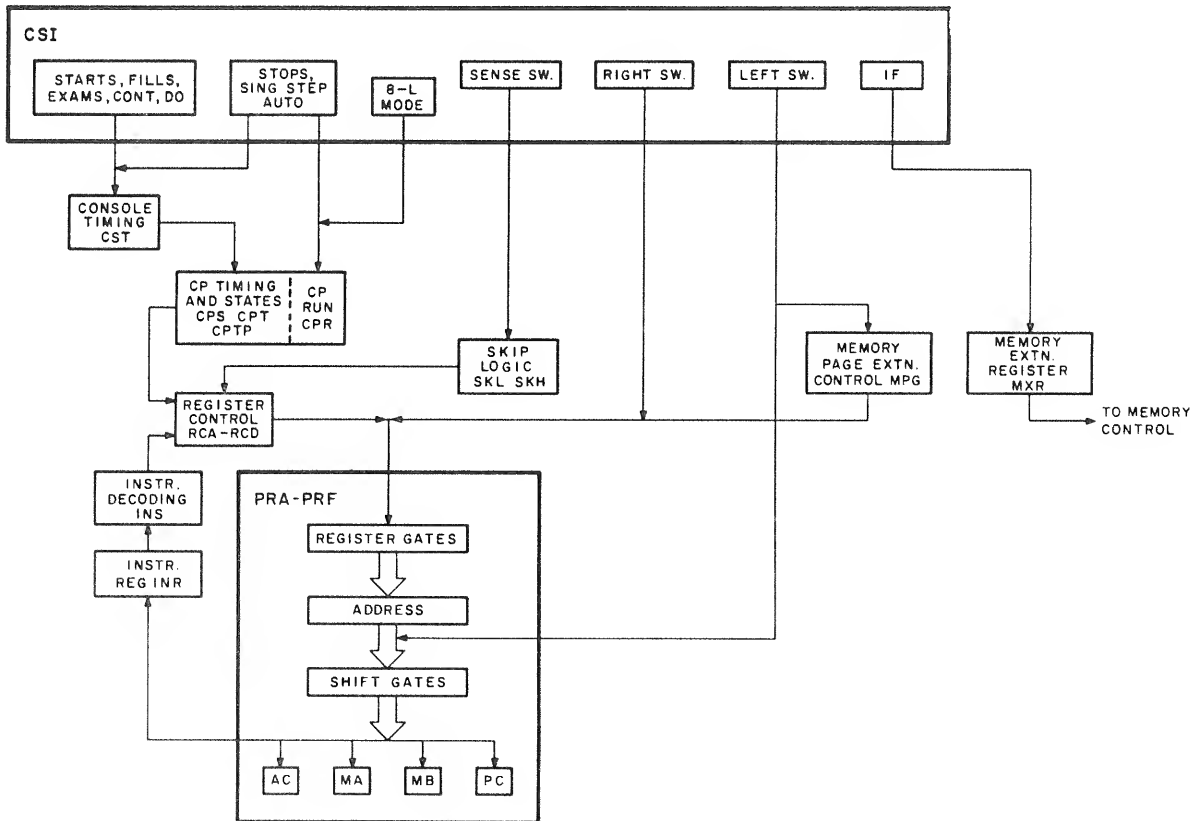 CSI
STARTS, FILLS,
EXAMS, CONT, DO
STOPS,
SING STEP
AUTO
8-L
MODE
SENSE SW.
RIGHT SW.
LEFT SW.
IF
CONSOLE
TIMING
CST
CP TIMING
AND STATES
CPS CPT
CPTP
CP
RUN
CPR
SKIP
LOGIC
SKL SKH
MEMORY
PAGE EXTN.
CONTROL MPG
MEMORY
EXTN.
REGISTER
MXR
TO MEMORY
CONTROL
REGISTER
CONTROL
RCA-RCD
INSTR.
DECODING
INS
INSTR.
REG INR
PRA-PRF
REGISTER GATES
ADDRESS
SHIFT GATES
AC
MA
MB
PC